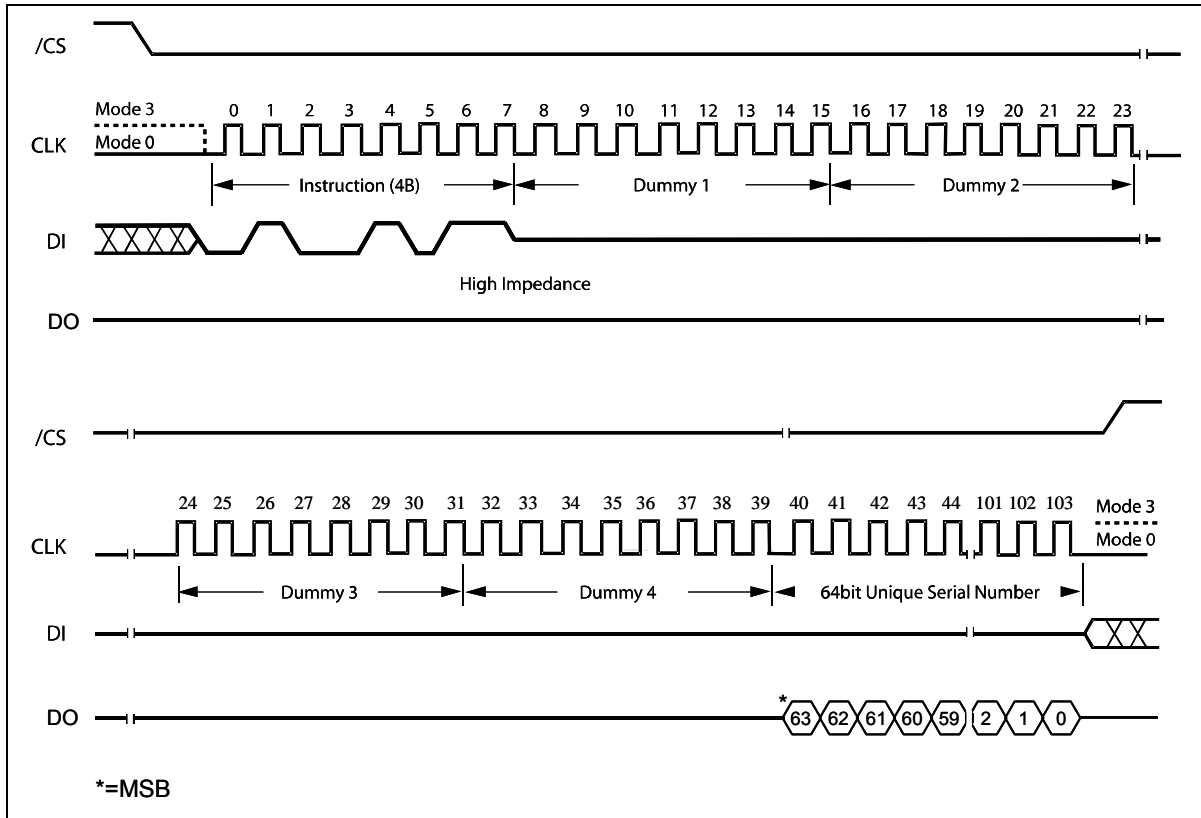 /CS
Mode 3
0 1 2 3 4 5 6 7 8 9 10 11 12 13 14 15 16 17 18 19 20 21 22 23
CLK
Mode 0
Instruction (4B) Dummy 1 Dummy 2
DI
High Impedance
DO
/CS
24 25 26 27 28 29 30 31 32 33 34 35 36 37 38 39 40 41 42 43 44 101 102 103
Mode 3
CLK
Mode 0
Dummy 3 Dummy 4 64bit Unique Serial Number
DI
*
DO 63 62 61 60 59 2 1 0
*=MSB